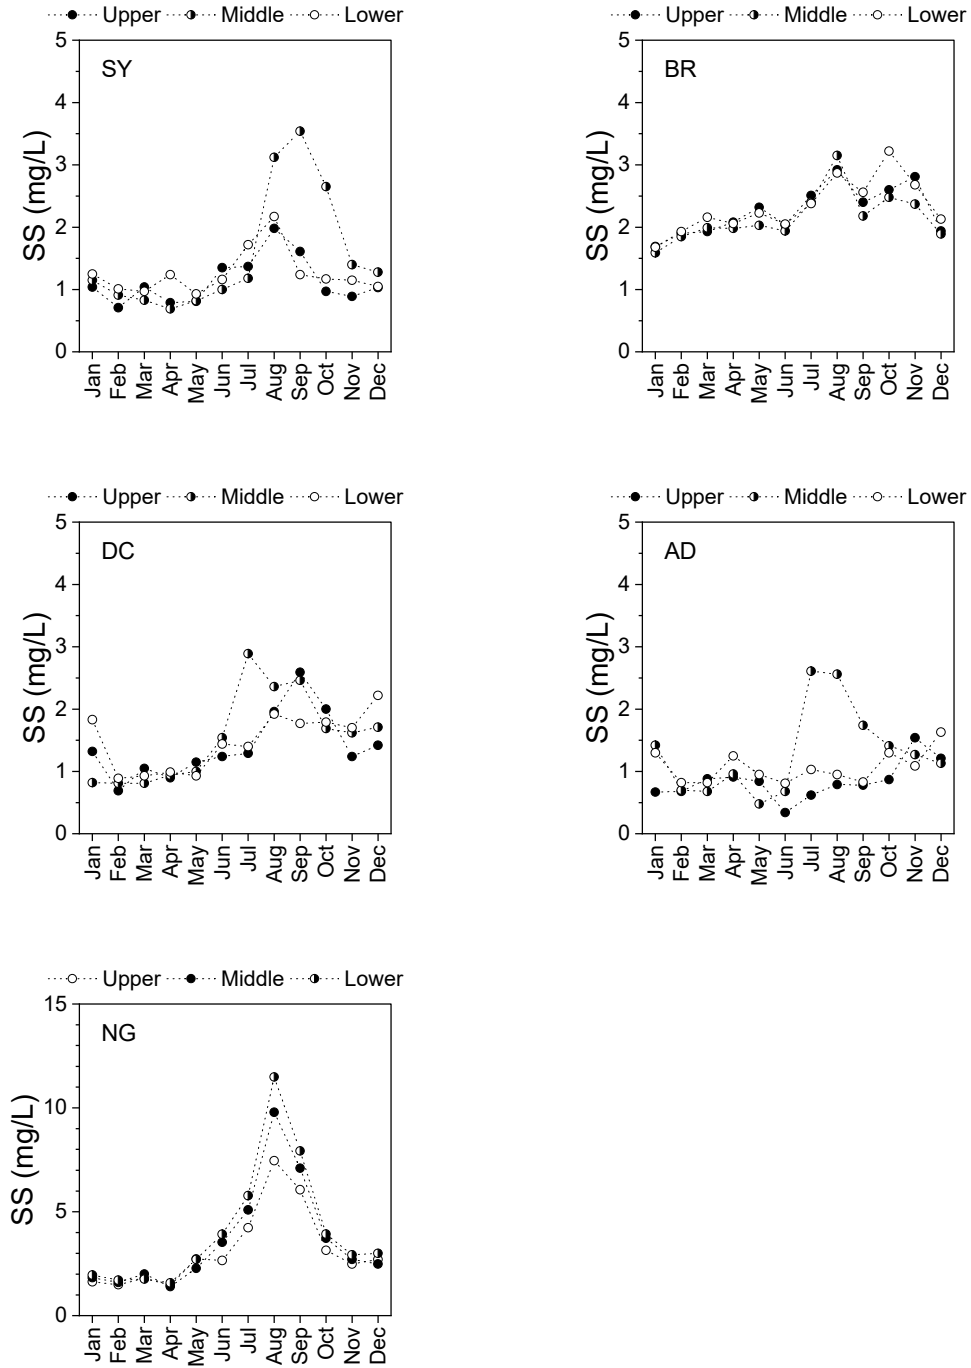 Upper Middle Lower
SY
SS (mg/L)
5
4
3
2
1
0
Jan Feb Mar Apr May Jun Jul Aug Sep Oct Nov Dec
Upper Middle Lower
BR
SS (mg/L)
5
4
3
2
1
0
Jan Feb Mar Apr May Jun Jul Aug Sep Oct Nov Dec
Upper Middle Lower
DC
SS (mg/L)
5
4
3
2
1
0
Jan Feb Mar Apr May Jun Jul Aug Sep Oct Nov Dec
Upper Middle Lower
AD
SS (mg/L)
5
4
3
2
1
0
Jan Feb Mar Apr May Jun Jul Aug Sep Oct Nov Dec
Upper Middle Lower
NG
SS (mg/L)
15
10
5
0
Jan Feb Mar Apr May Jun Jul Aug Sep Oct Nov Dec